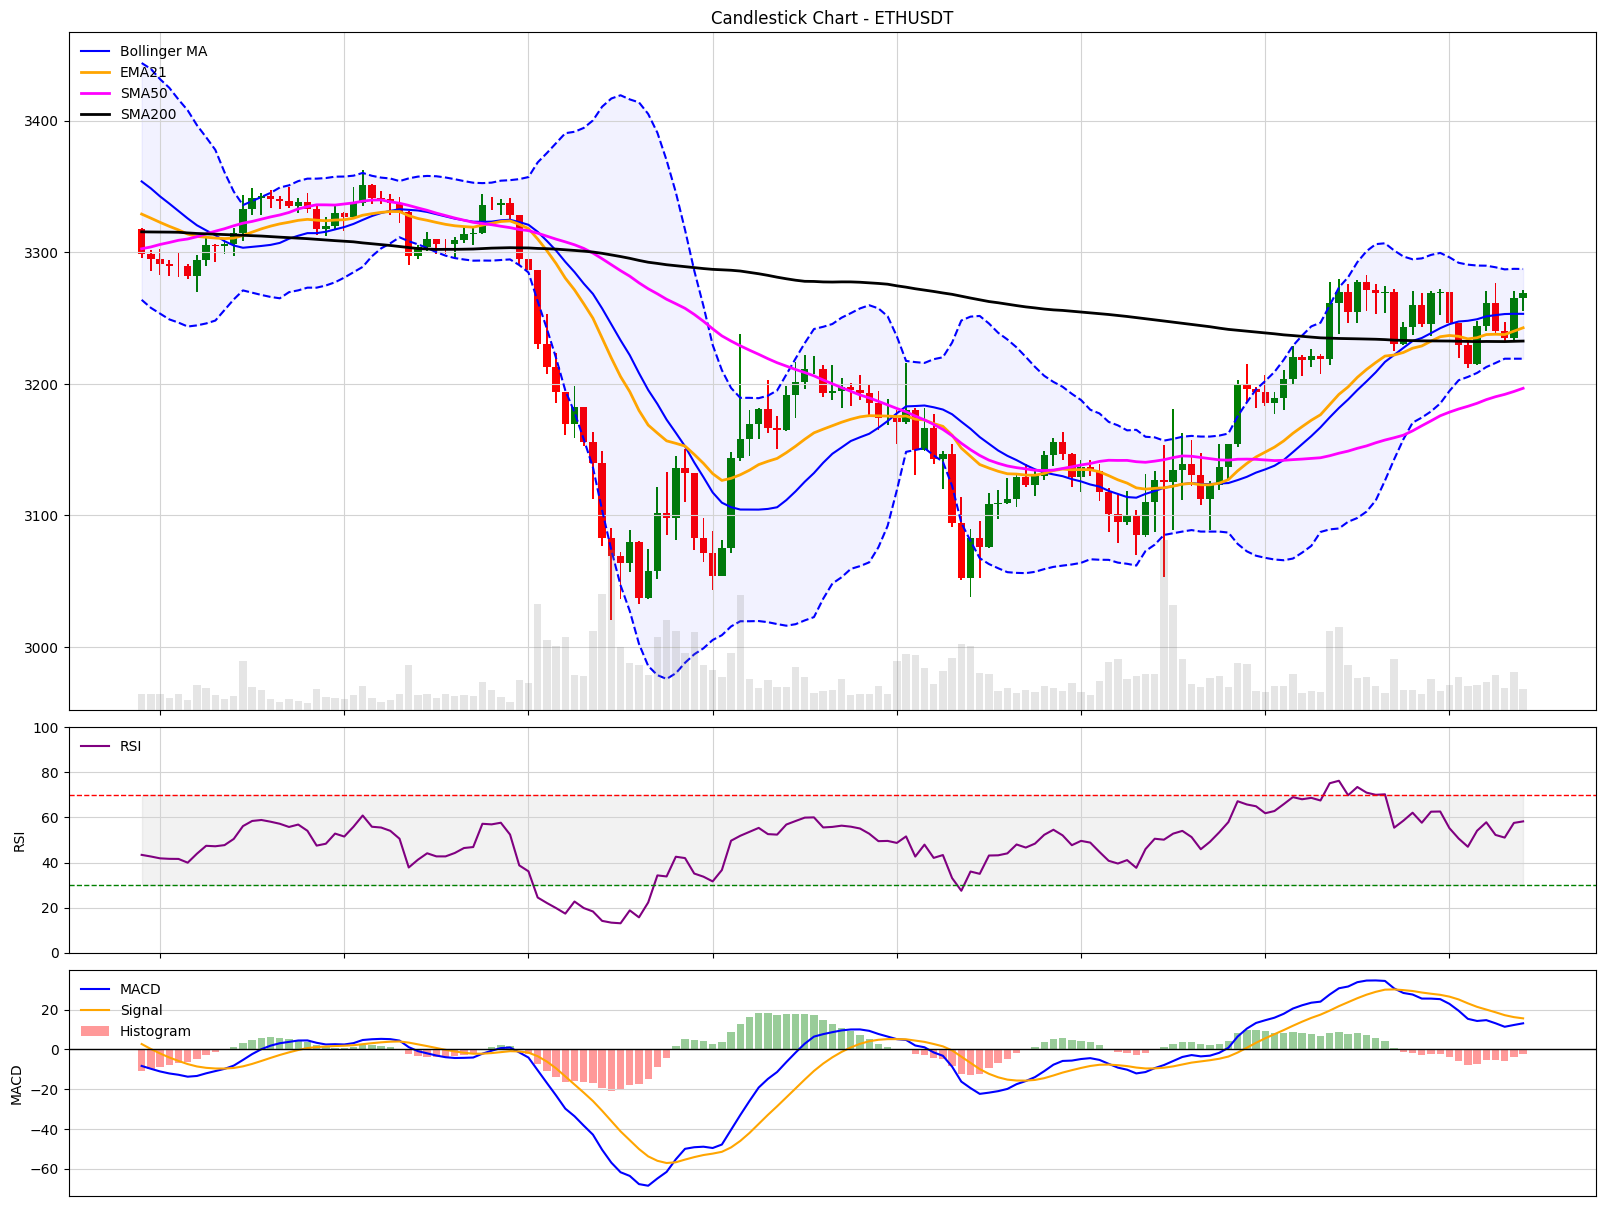 Candlestick Chart - ETHUSDT
Bollinger MA
EMA21
SMA50
SMA200
3400
3300
3200
3100
3000
RSI
100
80
60
40
20
0
RSI
MACD
Signal
Histogram
20
0
−20
−40
−60
MACD